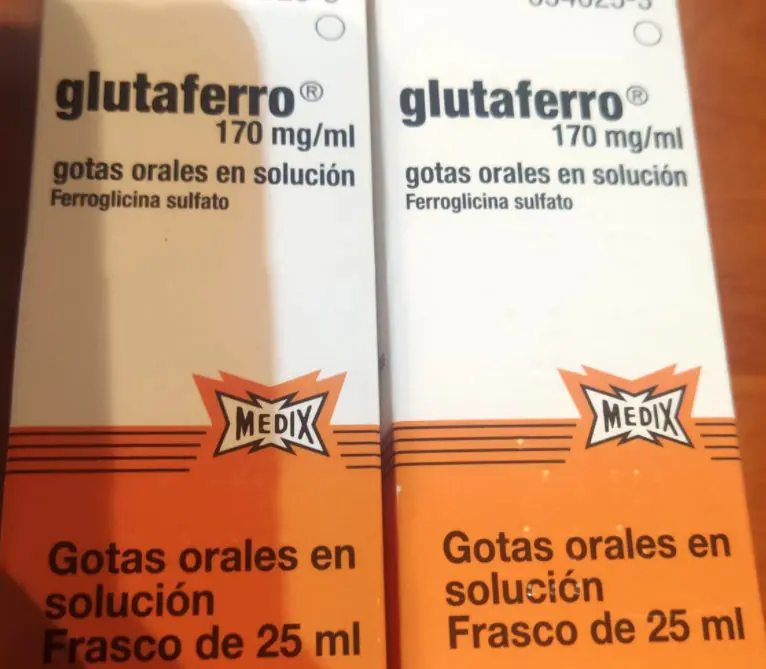 glutaferro®
170 mg/ml
gotas orales en solución
Ferroglicina sulfato
MEDIX
Gotas orales en
solución
Frasco de 25 ml
glutaferro®
170 mg/ml
gotas orales en solución
Ferroglicina sulfato
MEDIX
Gotas orales en
solución
Frasco de 25 ml